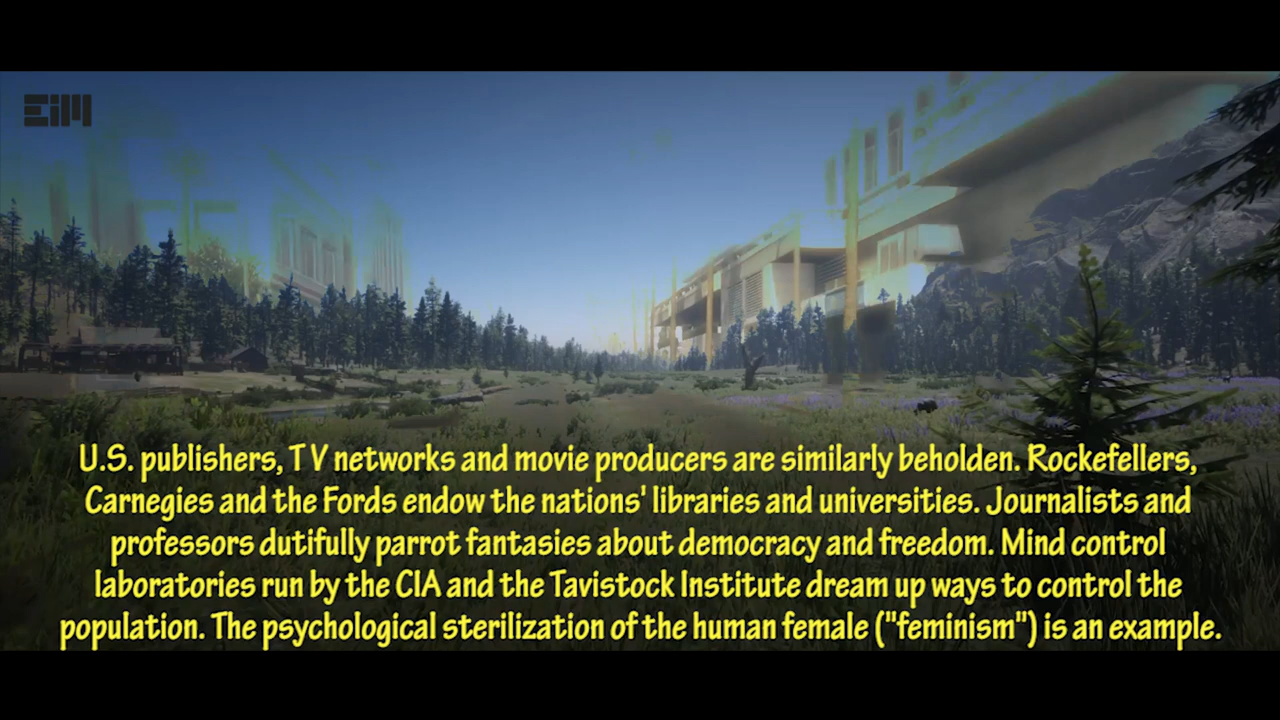 EiM
U.S. publishers, TV networks and movie producers are similarly beholden. Rockefellers,
Carnegies and the Fords endow the nations' libraries and universities. Journalists and
professors dutifully parrot fantasies about democracy and freedom. Mind control
laboratories run by the CIA and the Tavistock Institute dream up ways to control the
population. The psychological sterilization of the human female ("feminism") is an example.